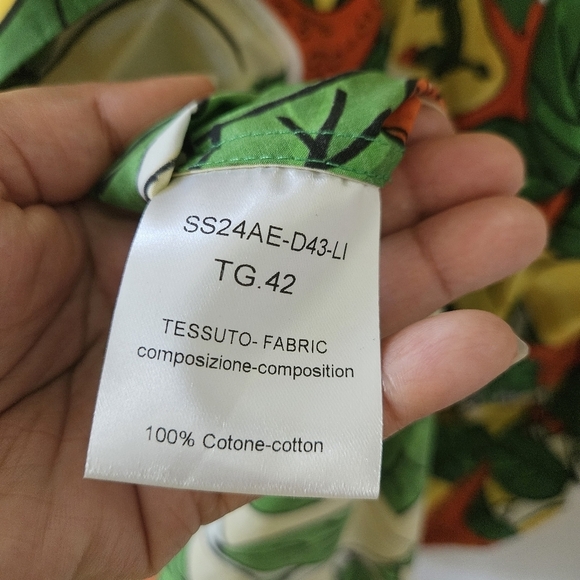 SS24AE-D43-LI
TG.42
TESSUTO- FABRIC
composizione-composition
100% Cotone-cotton